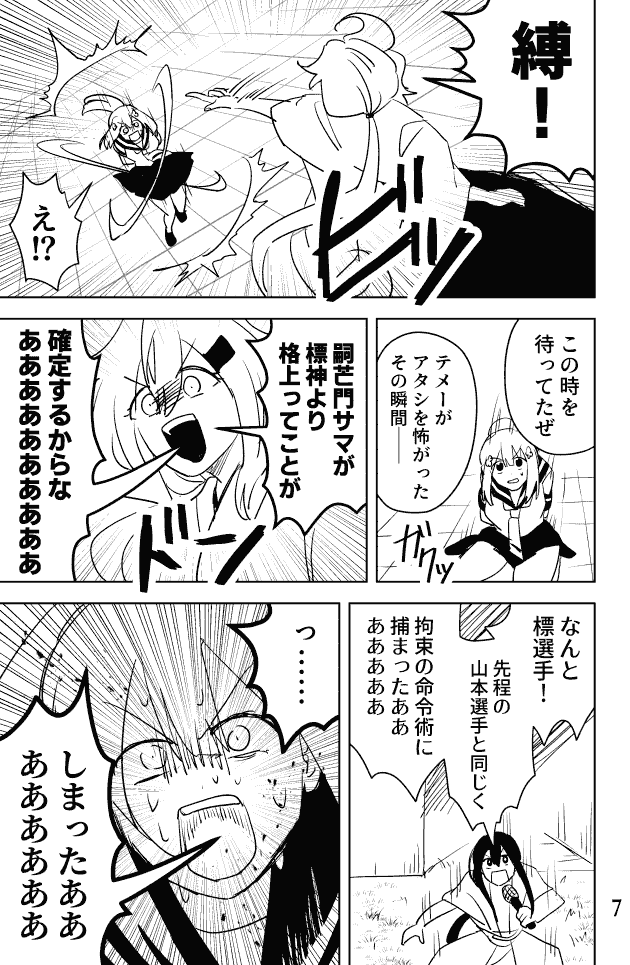 縛！
ビッ
え!?
この時を
待ってたぜ
テメーが
アタシを怖がった
その瞬間――
ガクッ
嗣芒門サマが
標神より
格上ってことが
確定するからな
ああああああああああ
ドン
なんと
標選手！
先程の
山本選手と同じく
拘束の命令術に
捕まったああ
あああああ
っ……
しまったああ
ああああああ
7